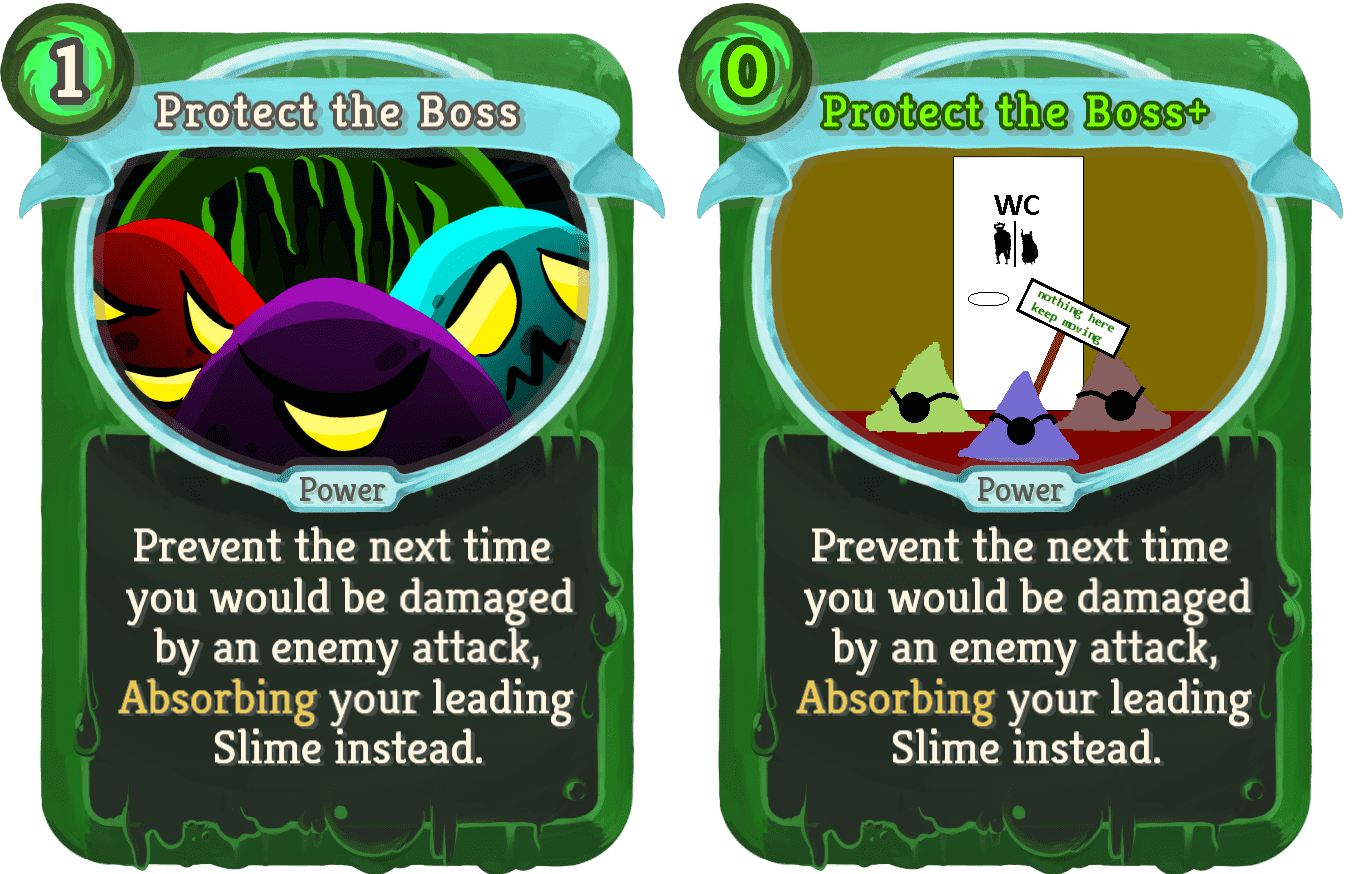 1
Protect the Boss
Power
Prevent the next time
you would be damaged
by an enemy attack,
Absorbing your leading
Slime instead.
0
Protect the Boss+
WC
nothing here
keep moving
Power
Prevent the next time
you would be damaged
by an enemy attack,
Absorbing your leading
Slime instead.